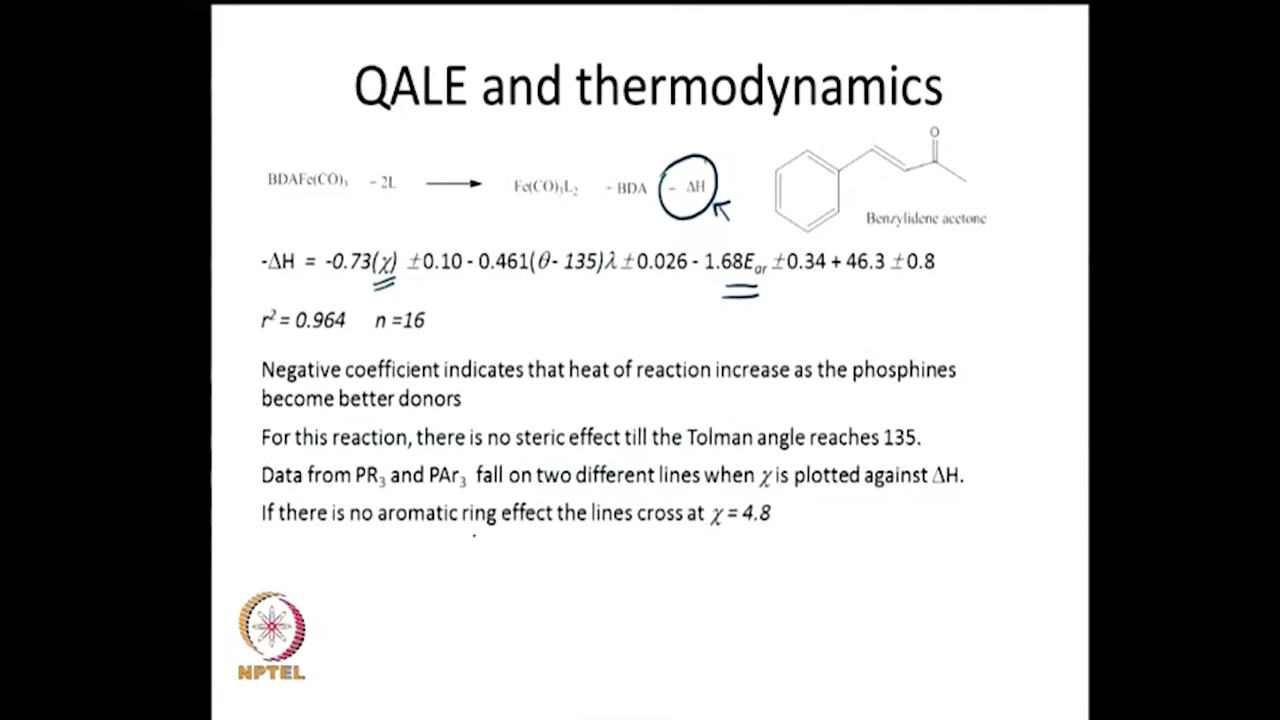 QALE and thermodynamics
O
BDAFe(CO)₃ - 2L Fe(CO)₃L₂ - BDA - ΔH
Benzylidene acetone
-ΔH = -0.73(χ) ±0.10 - 0.461(θ- 135)λ ±0.026 - 1.68Eₐᵣ ±0.34 + 46.3 ±0.8
r² = 0.964 n =16
Negative coefficient indicates that heat of reaction increase as the phosphines
become better donors
For this reaction, there is no steric effect till the Tolman angle reaches 135.
Data from PR₃ and PAr₃ fall on two different lines when χ is plotted against ΔH.
If there is no aromatic ring effect the lines cross at χ = 4.8
NPTEL